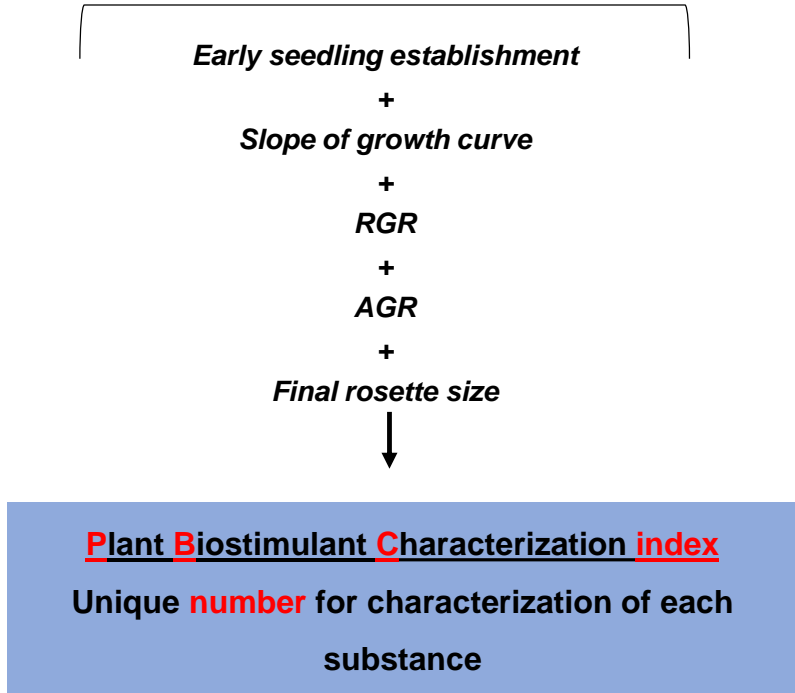 Early seedling establishment
+
Slope of growth curve
+
RGR
+
AGR
+
Final rosette size
Plant Biostimulant Characterization index
Unique number for characterization of each
substance